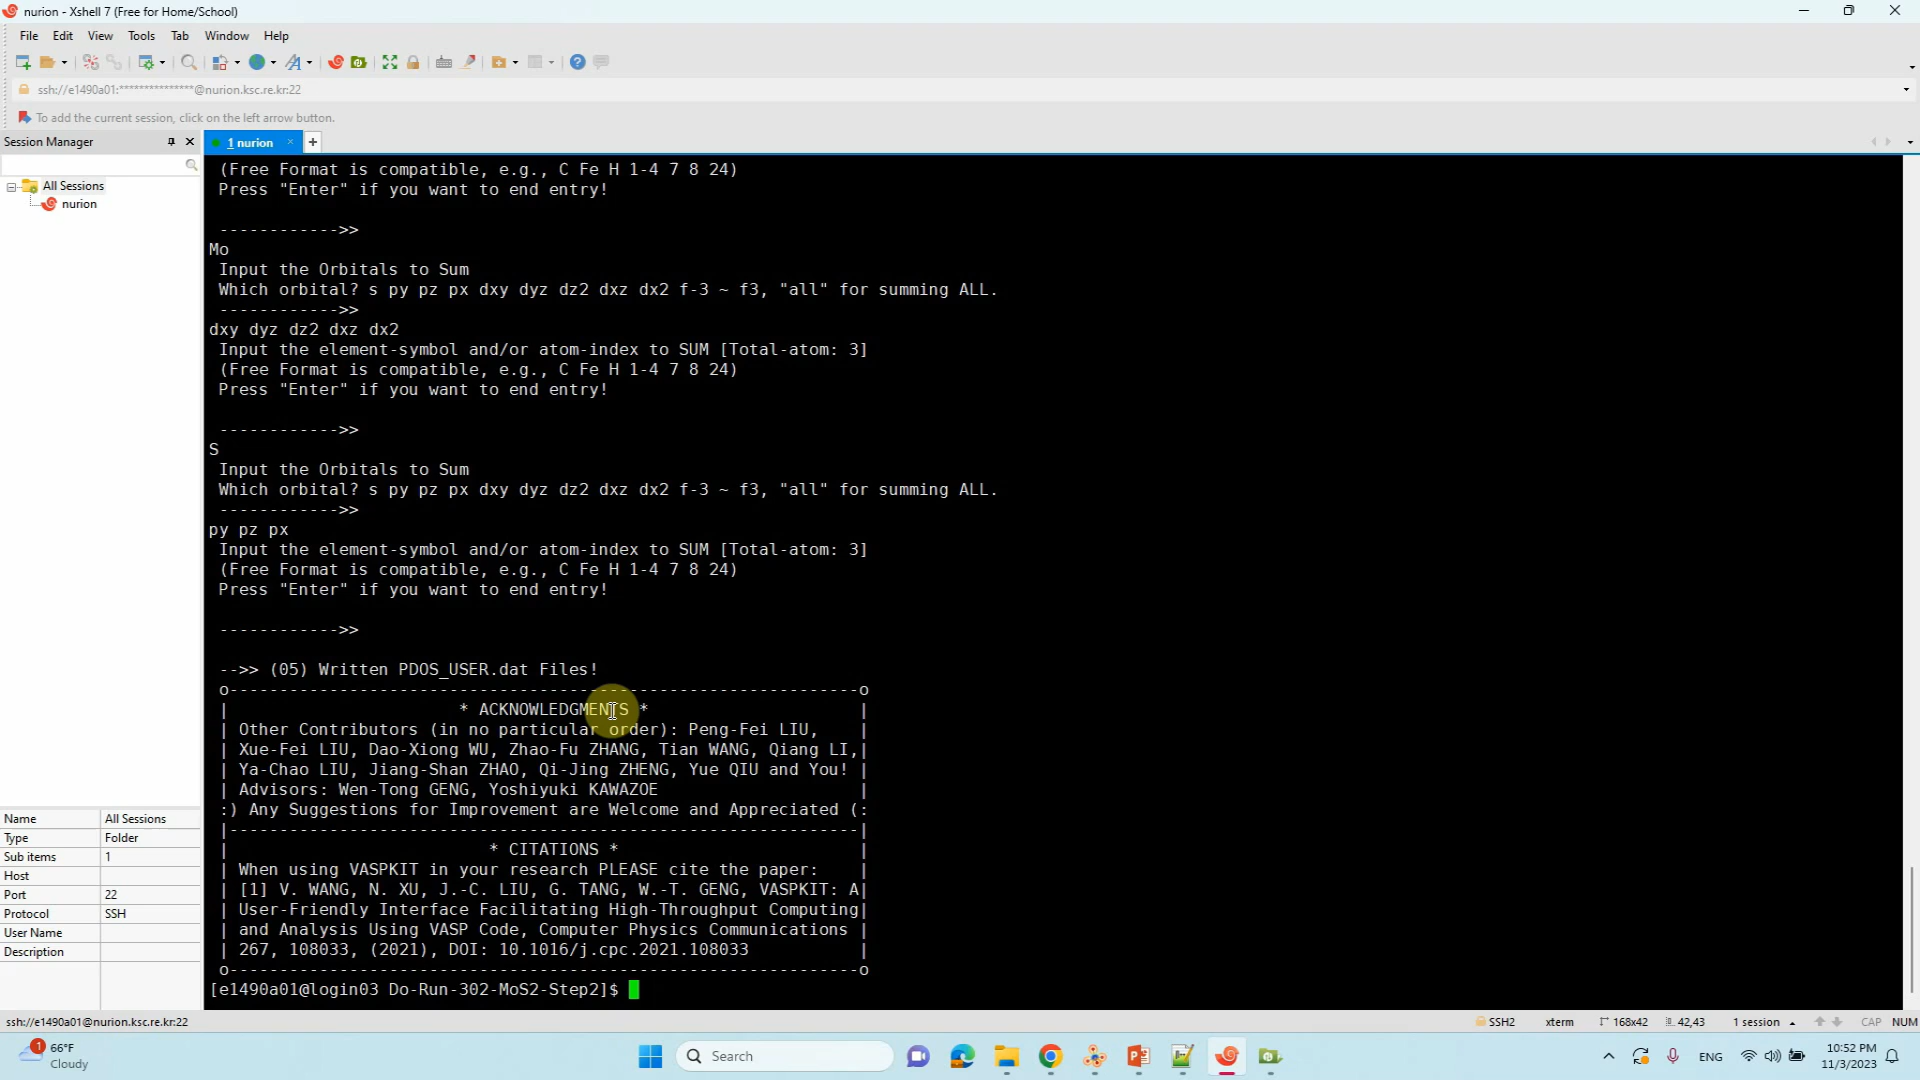 nurion - Xshell 7 (Free for Home/School)
File Edit View Tools Tab Window Help
ssh://e1490a01:***************@nurion.ksc.re.kr:22
To add the current session, click on the left arrow button.
Session Manager
1 nurion
All Sessions
nurion
(Free Format is compatible, e.g., C Fe H 1-4 7 8 24)
Press "Enter" if you want to end entry!
------------>>
Mo
Input the Orbitals to Sum
Which orbital? s py pz px dxy dyz dz2 dxz dx2 f-3 ~ f3, "all" for summing ALL.
------------>>
dxy dyz dz2 dxz dx2
Input the element-symbol and/or atom-index to SUM [Total-atom: 3]
(Free Format is compatible, e.g., C Fe H 1-4 7 8 24)
Press "Enter" if you want to end entry!
------------>>
S
Input the Orbitals to Sum
Which orbital? s py pz px dxy dyz dz2 dxz dx2 f-3 ~ f3, "all" for summing ALL.
------------>>
py pz px
Input the element-symbol and/or atom-index to SUM [Total-atom: 3]
(Free Format is compatible, e.g., C Fe H 1-4 7 8 24)
Press "Enter" if you want to end entry!
------------>>
-->> (05) Written PDOS_USER.dat Files!
o---------------------------------------------------------------o
| * ACKNOWLEDGMENTS * |
| Other Contributors (in no particular order): Peng-Fei LIU, |
| Xue-Fei LIU, Dao-Xiong WU, Zhao-Fu ZHANG, Tian WANG, Qiang LI,|
| Ya-Chao LIU, Jiang-Shan ZHAO, Qi-Jing ZHENG, Yue QIU and You! |
| Advisors: Wen-Tong GENG, Yoshiyuki KAWAZOE |
:) Any Suggestions for Improvement are Welcome and Appreciated (:
|---------------------------------------------------------------|
| * CITATIONS * |
| When using VASPKIT in your research PLEASE cite the paper: |
| [1] V. WANG, N. XU, J.-C. LIU, G. TANG, W.-T. GENG, VASPKIT: A|
| User-Friendly Interface Facilitating High-Throughput Computing|
| and Analysis Using VASP Code, Computer Physics Communications |
| 267, 108033, (2021), DOI: 10.1016/j.cpc.2021.108033 |
o---------------------------------------------------------------o
[e1490a01@login03 Do-Run-302-MoS2-Step2]$
Name All Sessions
Type Folder
Sub items 1
Host
Port 22
Protocol SSH
User Name
Description
ssh://e1490a01@nurion.ksc.re.kr:22
SSH2 xterm 168x42 42,43 1 session CAP NUM
1
66°F
Cloudy
Search
ENG
10:52 PM
11/3/2023